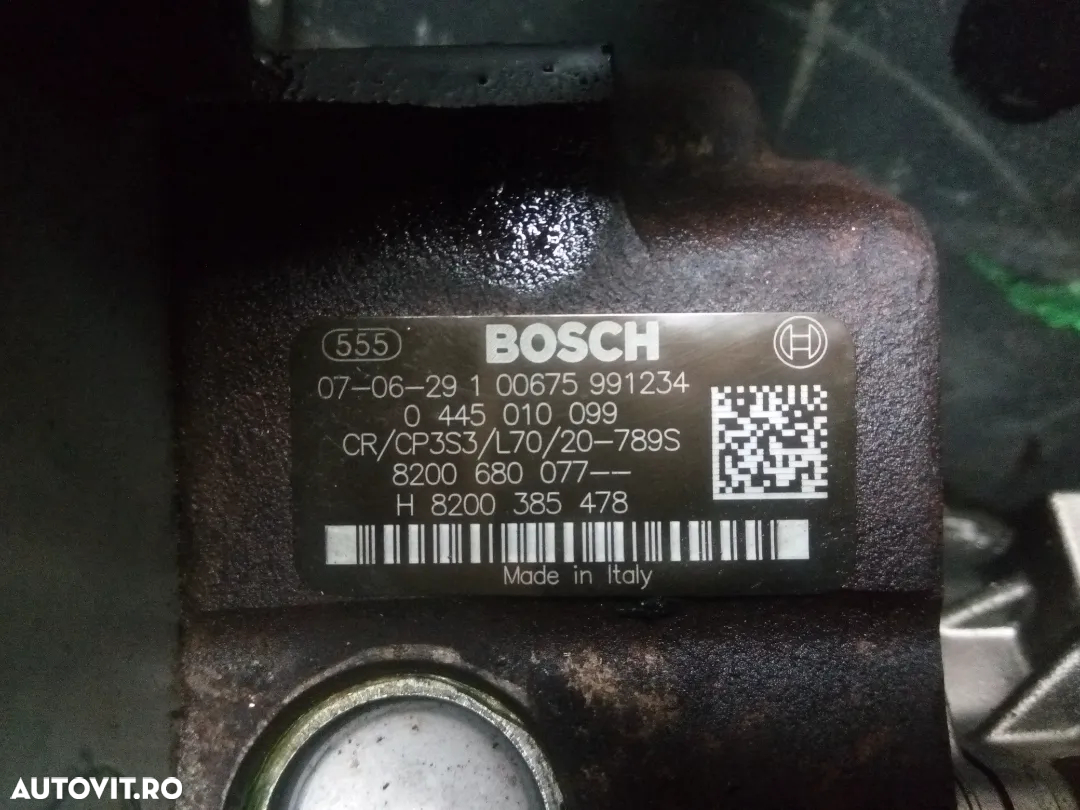 555 BOSCH H
07-06-29 1 00675 991234
0 445 010 099
CR/CP3S3/L70/20-789S
8200 680 077--
H 8200 385 478
Made in Italy
AUTOVIT.RO